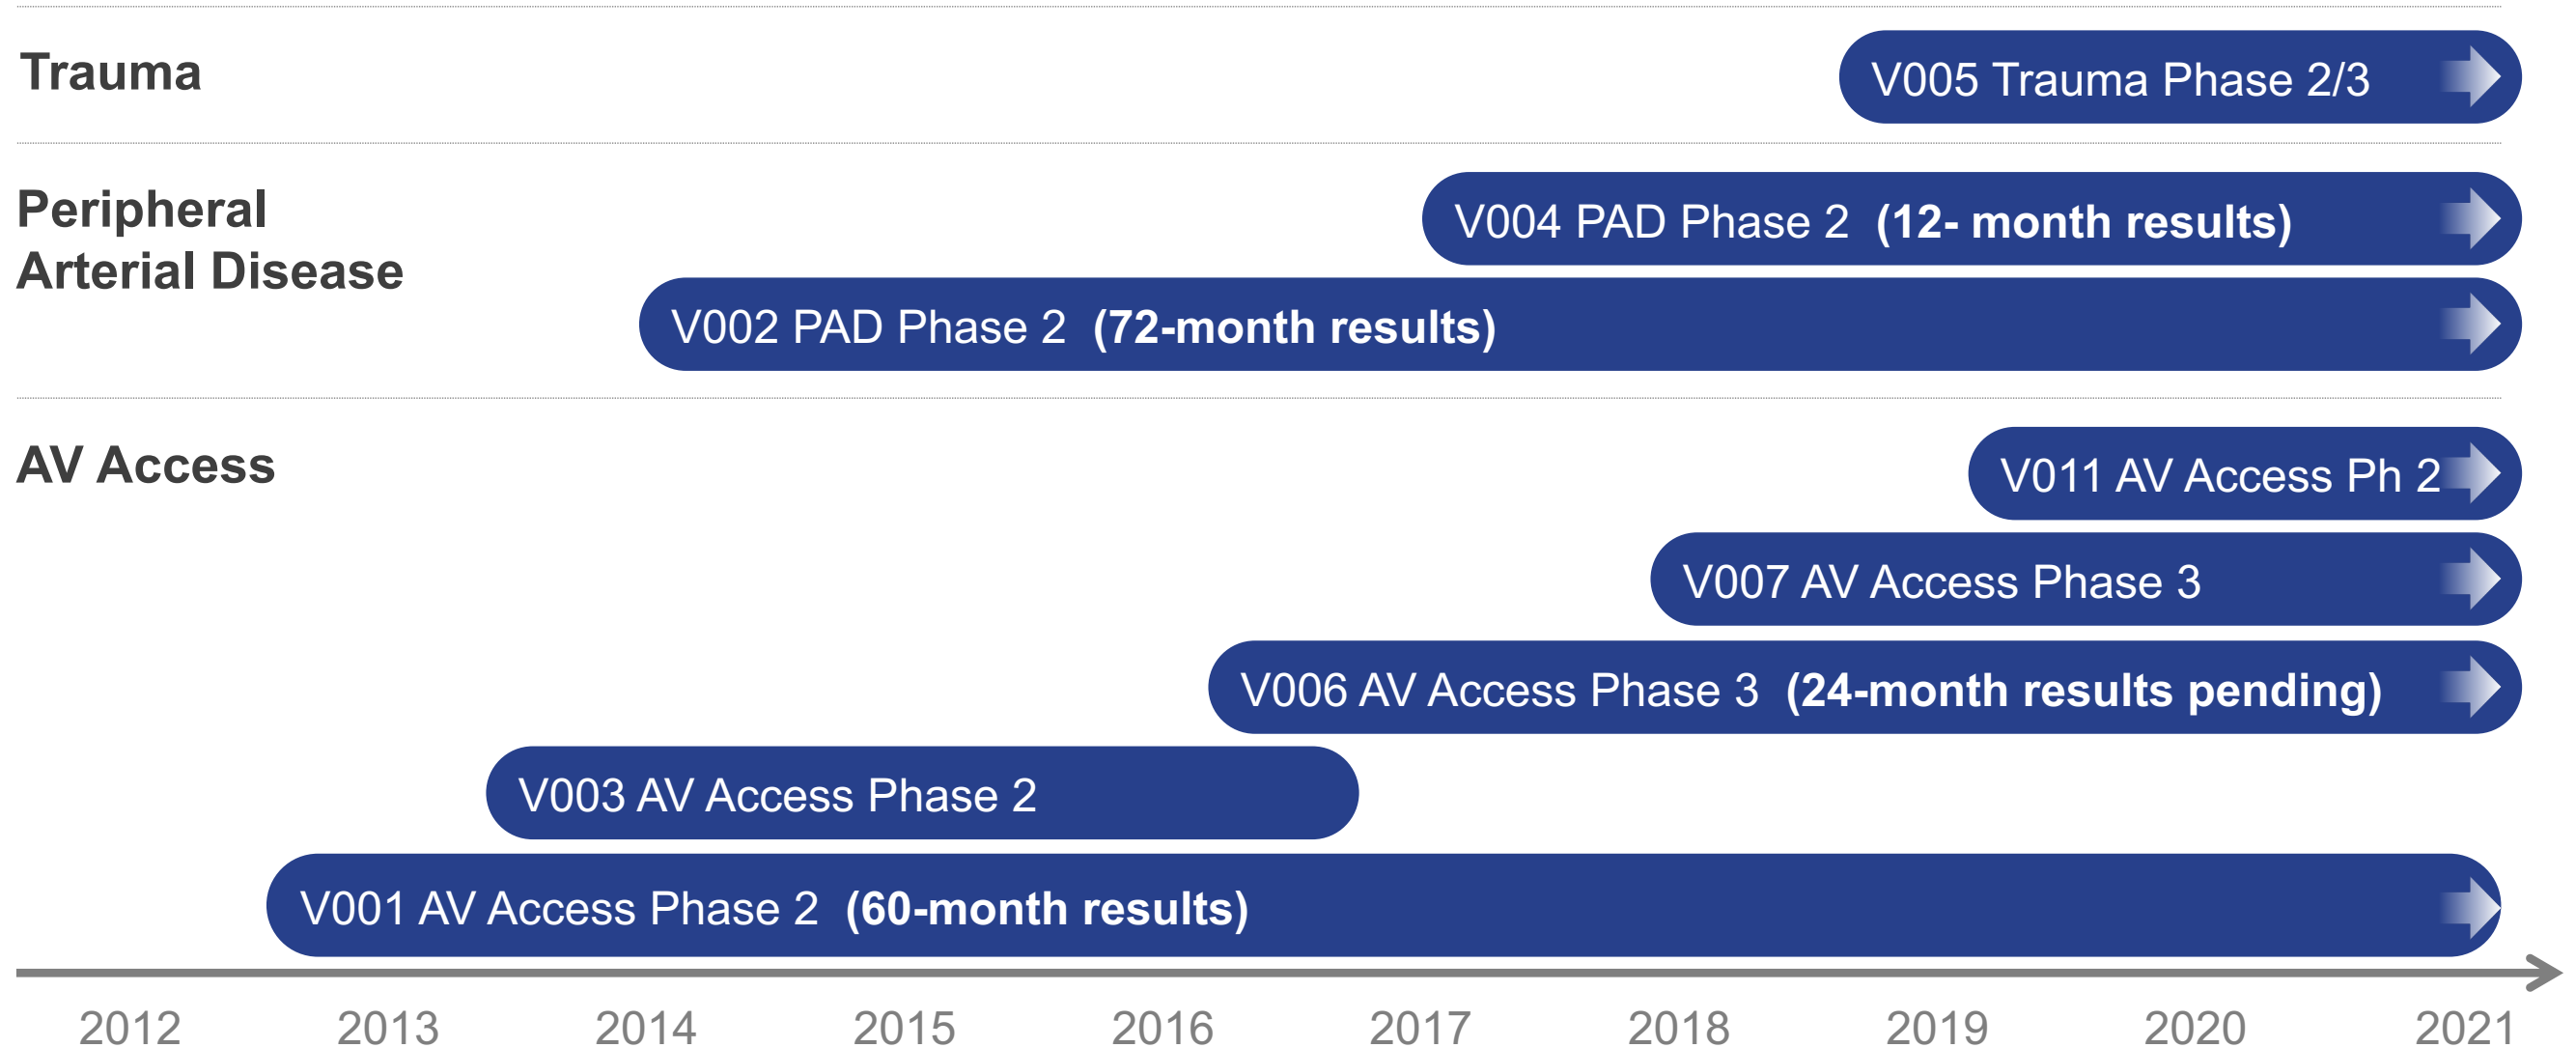 Trauma
V005 Trauma Phase 2/3
Peripheral
Arterial Disease
V004 PAD Phase 2 (12- month results)
V002 PAD Phase 2 (72-month results)
AV Access
V011 AV Access Ph 2
V007 AV Access Phase 3
V006 AV Access Phase 3 (24-month results pending)
V003 AV Access Phase 2
V001 AV Access Phase 2 (60-month results)
2012 2013 2014 2015 2016 2017 2018 2019 2020 2021